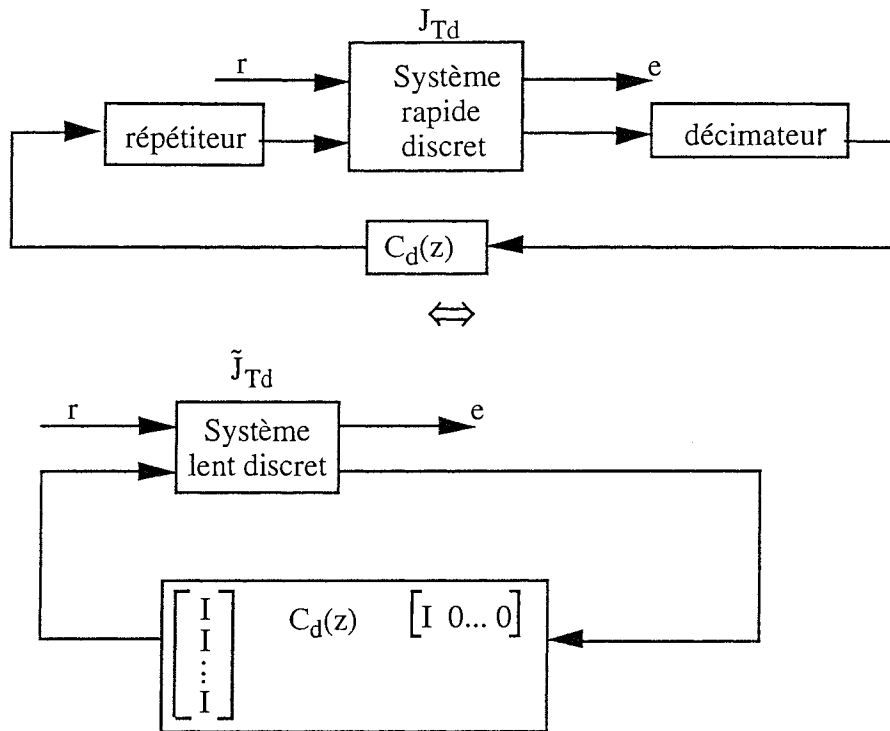 J_Td
r
e
Système
rapide
discret
répétiteur
décimateur
C_d(z)
⇔
J̃_Td
r
e
Système
lent discret
[I I ⋮ I] C_d(z) [I 0... 0]